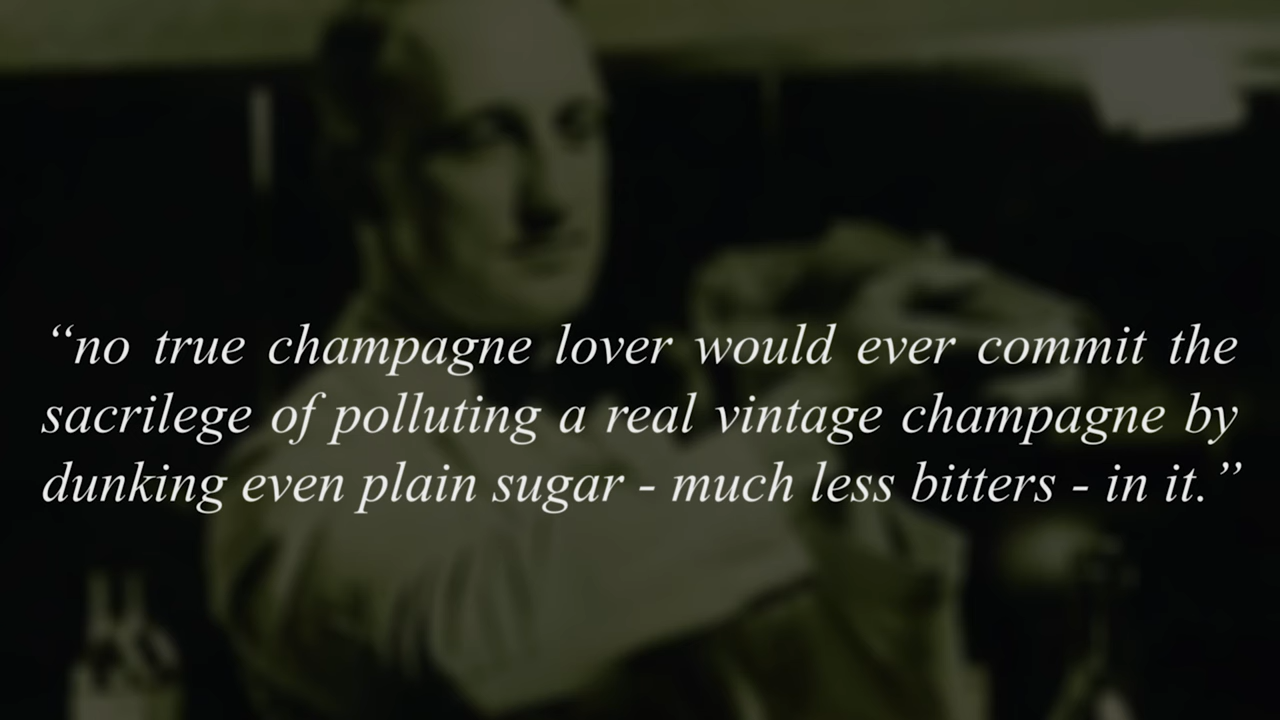 “no true champagne lover would ever commit the
sacrilege of polluting a real vintage champagne by
dunking even plain sugar - much less bitters - in it.”